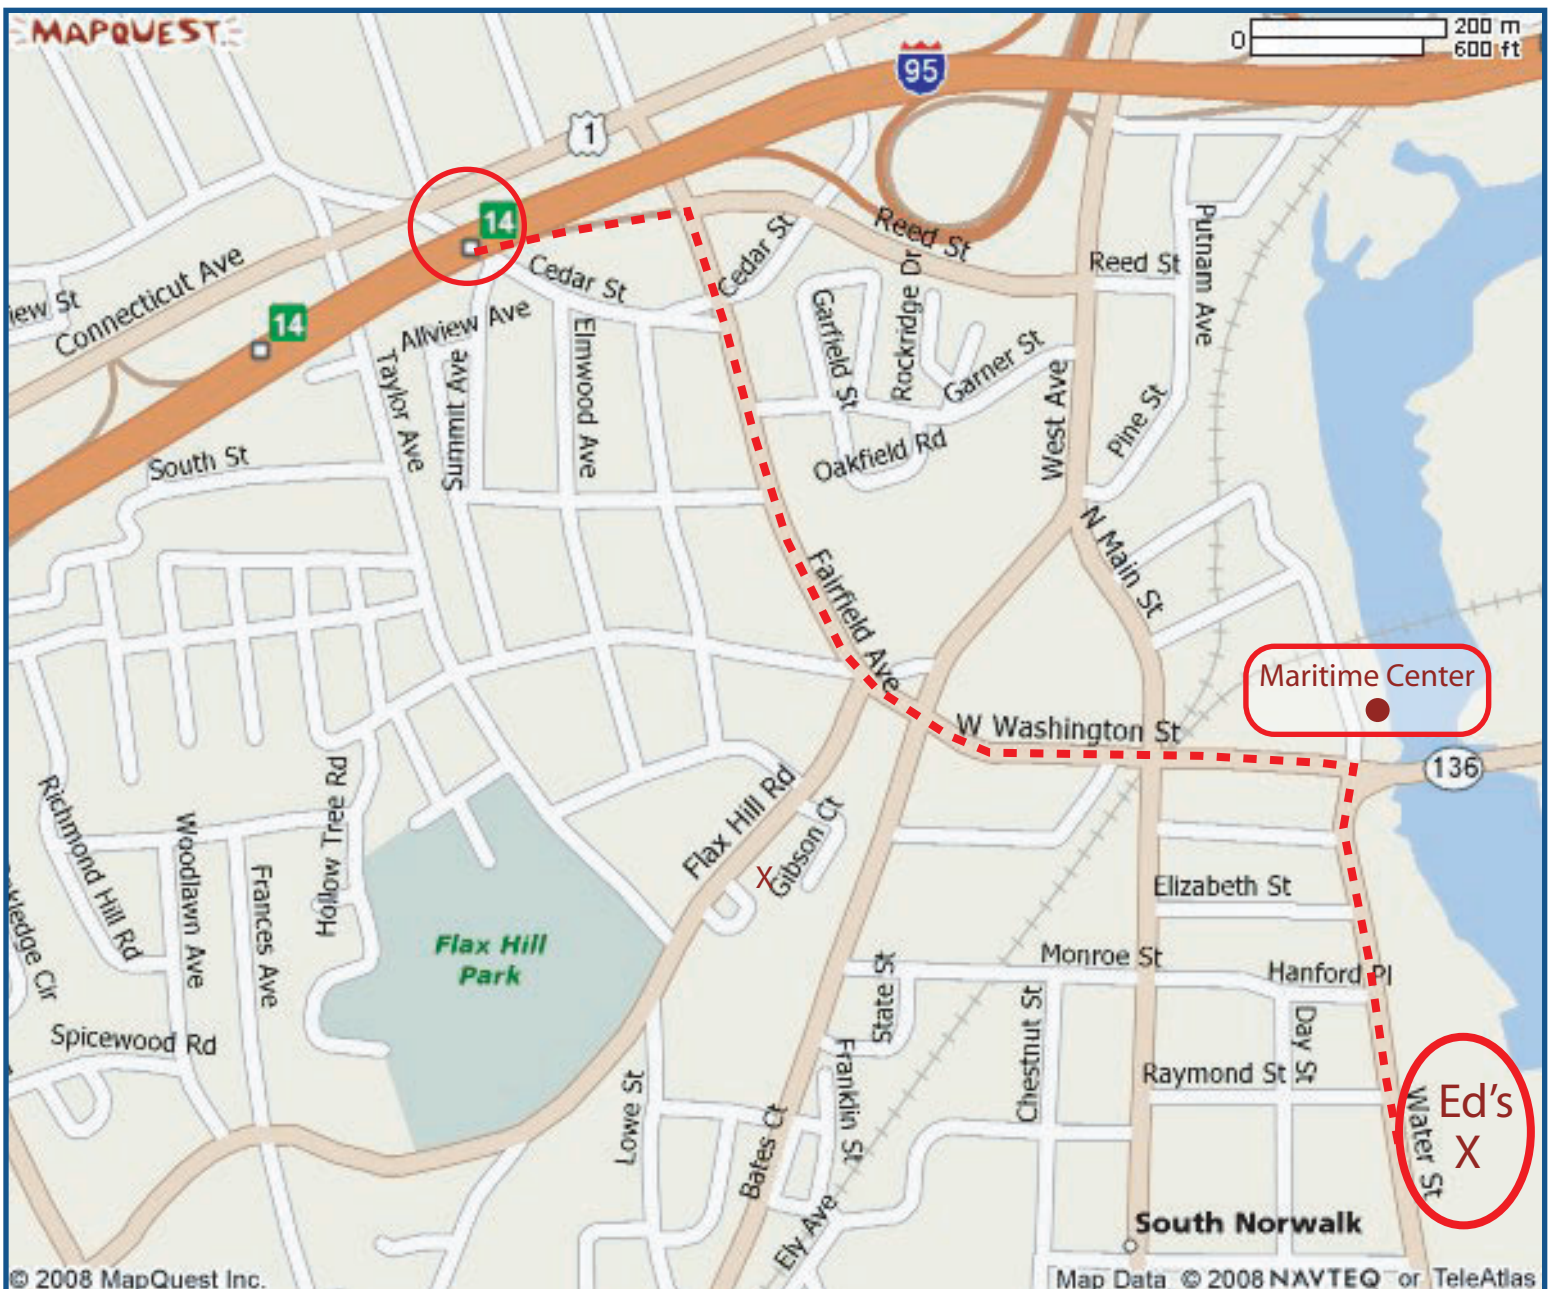 MAPQUEST
0
200 m
600 ft
95
1
14
14
Connecticut Ave
iew St
Cedar St
Cedar St
Reed St
Reed St
Putnam Ave
Allview Ave
Taylor Ave
Summit Ave
Elmwood Ave
Garfield St
Rockridge Dr
Garner St
Oakfield Rd
West Ave
Pine St
South St
N Main St
Fairfield Ave
Maritime Center
W Washington St
136
Richmond Hill Rd
Woodlawn Ave
Frances Ave
Hollow Tree Rd
Flax Hill Rd
X
Gibson Ct
Elizabeth St
Flax Hill
Park
State St
Monroe St
Hanford Pl
Spicewood Rd
Day St
Chestnut St
Raymond St
Franklin St
Lowe St
Bates Ct
Water St
Ed's
X
Ely Ave
South Norwalk
© 2008 MapQuest Inc.
Map Data © 2008 NAVTEQ or TeleAtlas